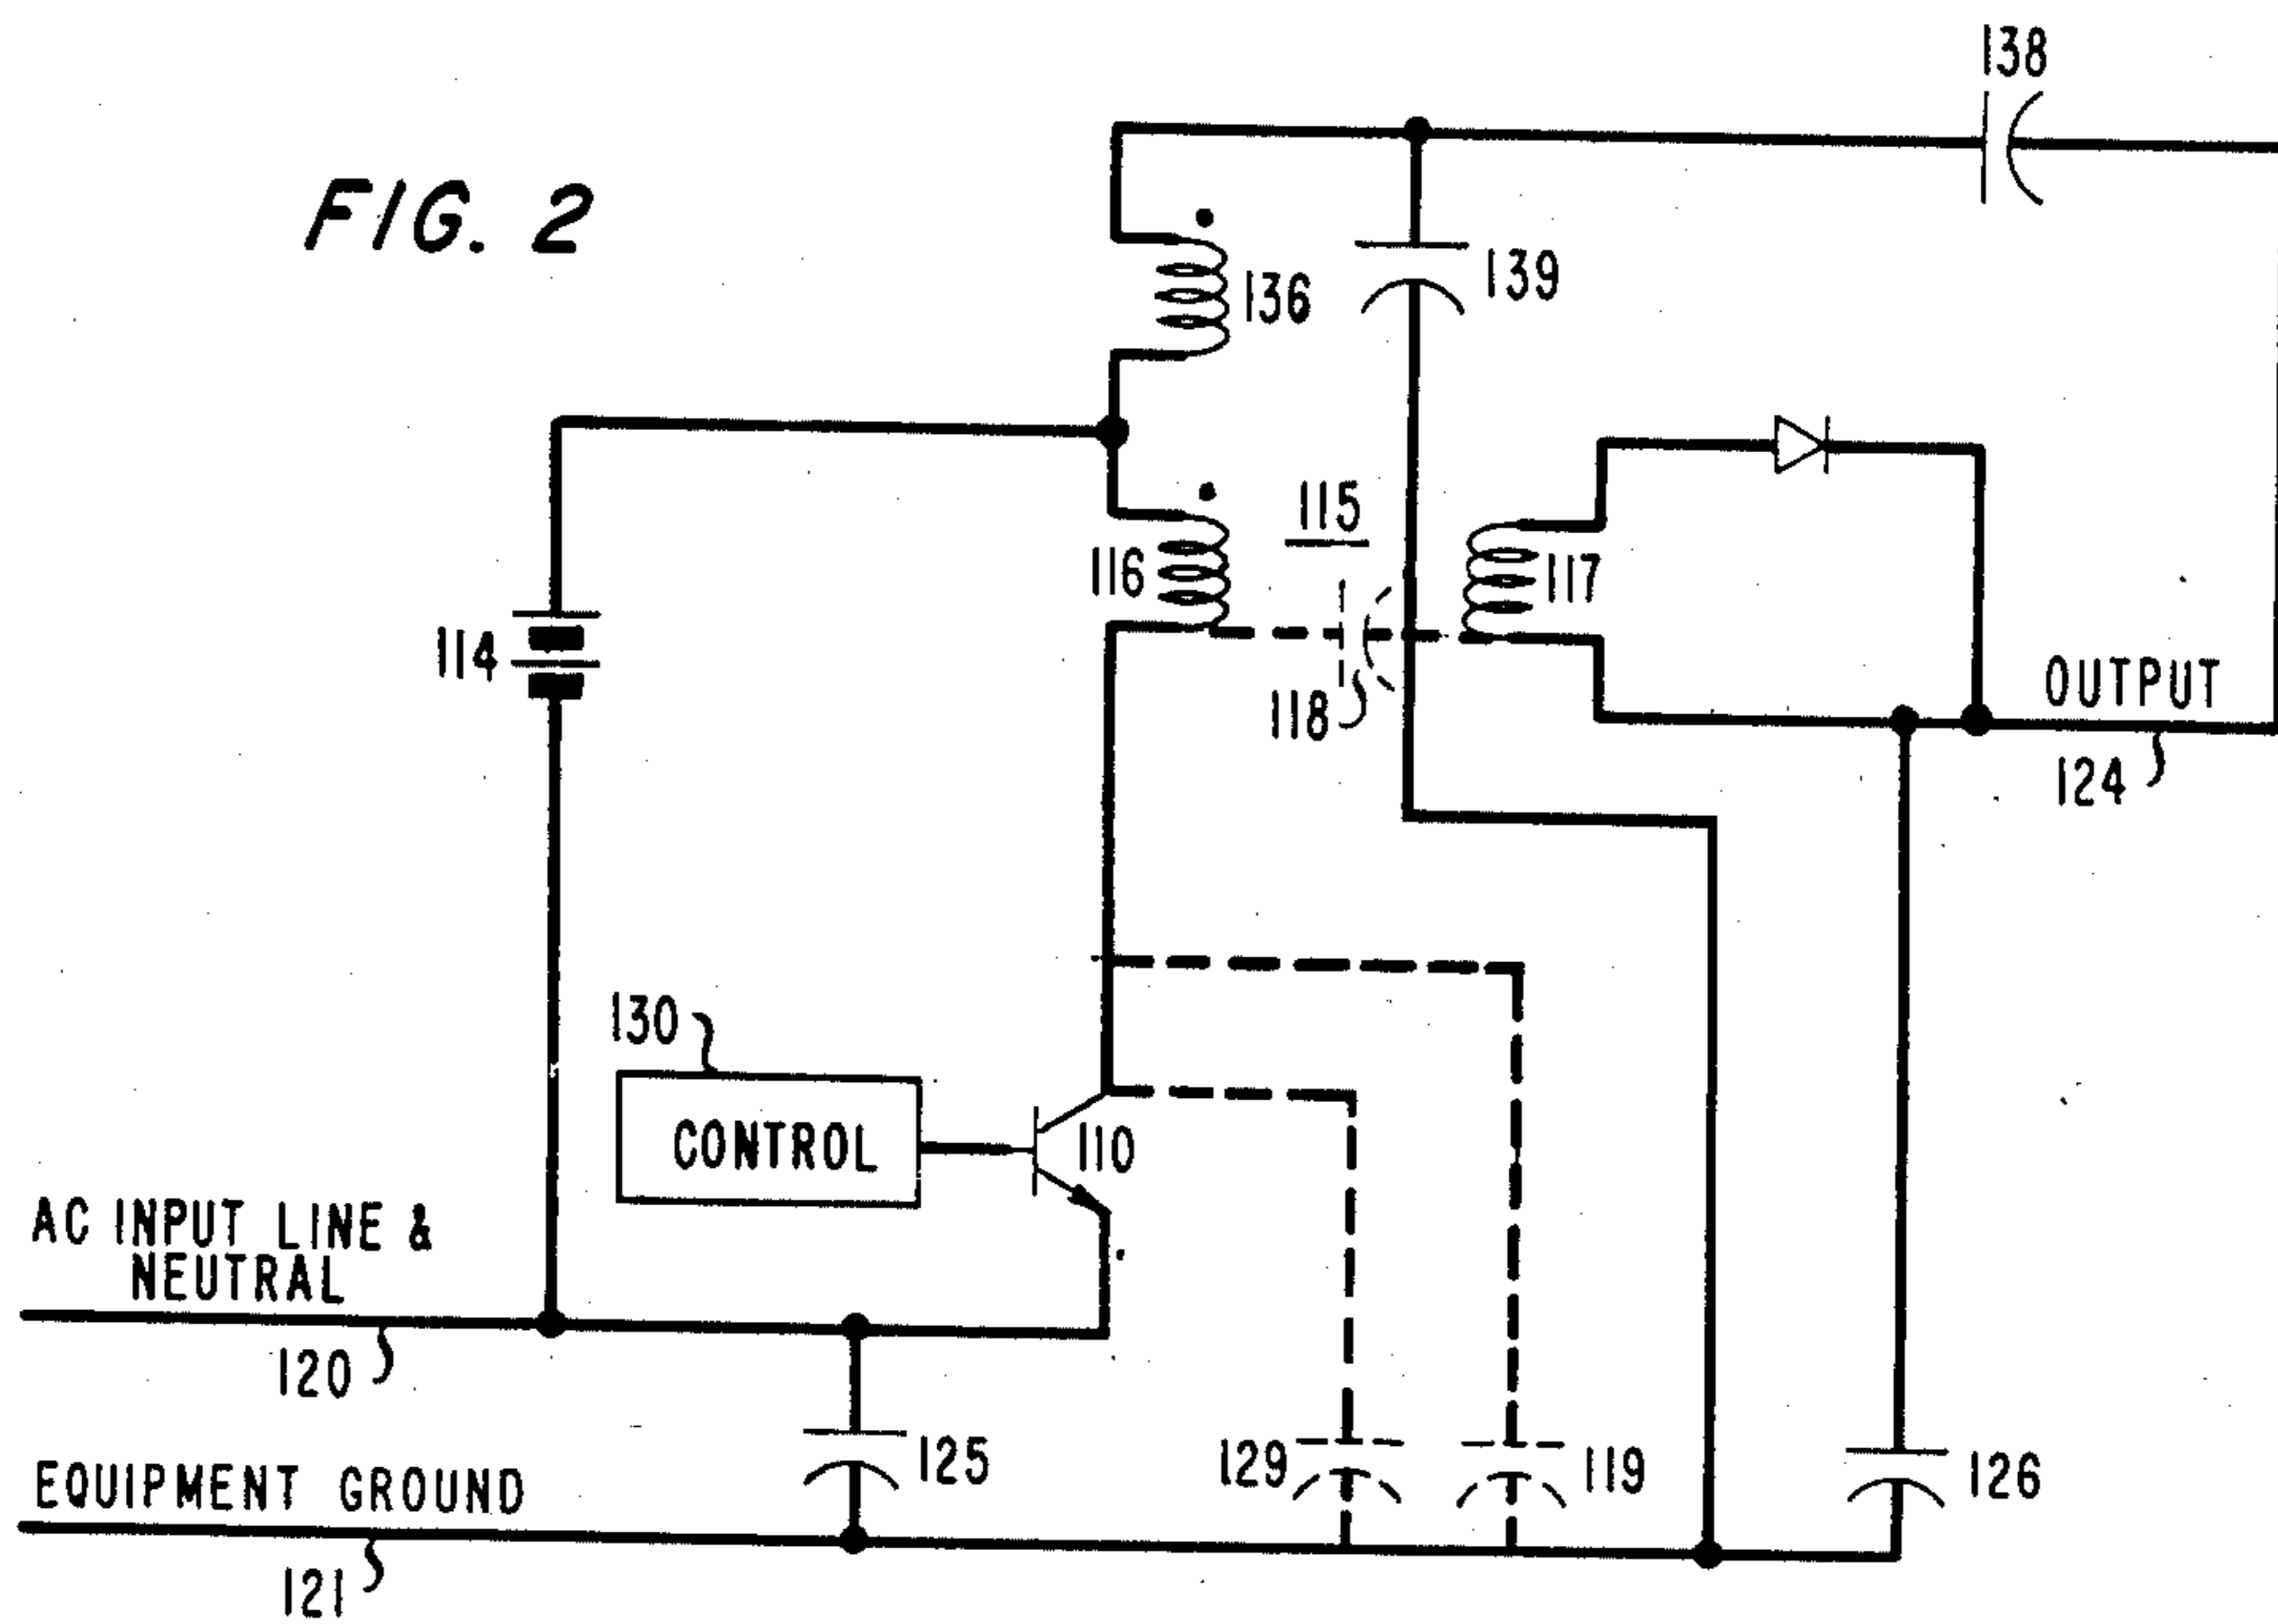 138
FIG. 2
136
139
115
116
117
114
118
OUTPUT
124
130
CONTROL
110
AC INPUT LINE &
NEUTRAL
120
125
129
119
126
EQUIPMENT GROUND
121